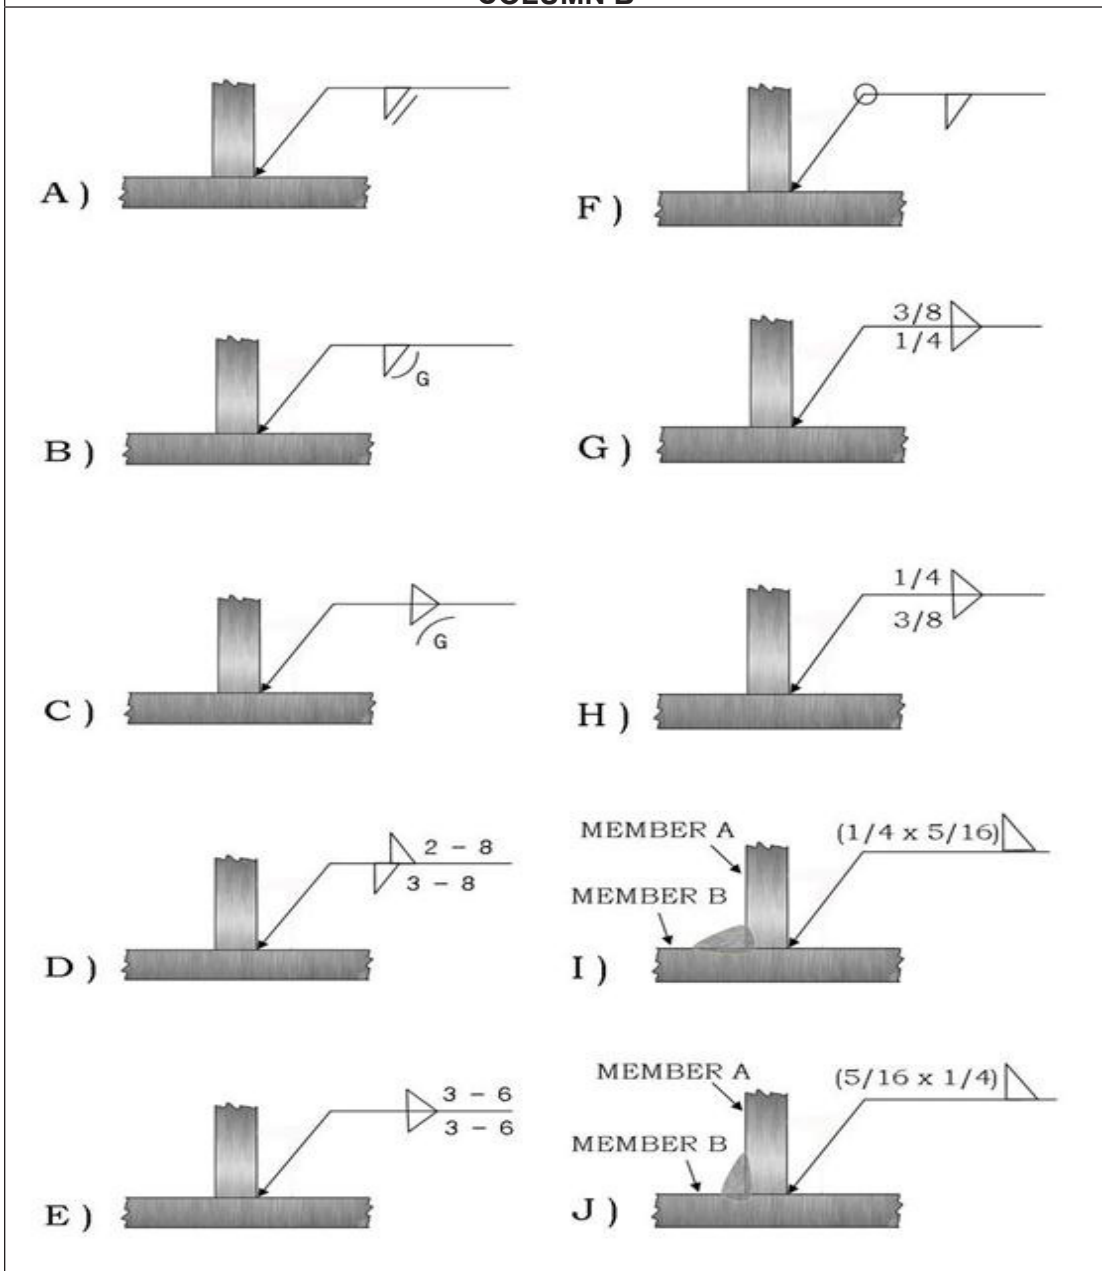 COLUMN B
A )
B )
G
C )
G
D )
2 - 8
3 - 8
E )
3 - 6
3 - 6
F )
G )
3/8
1/4
H )
1/4
3/8
I )
MEMBER A
(1/4 x 5/16)
MEMBER B
J )
MEMBER A
(5/16 x 1/4)
MEMBER B